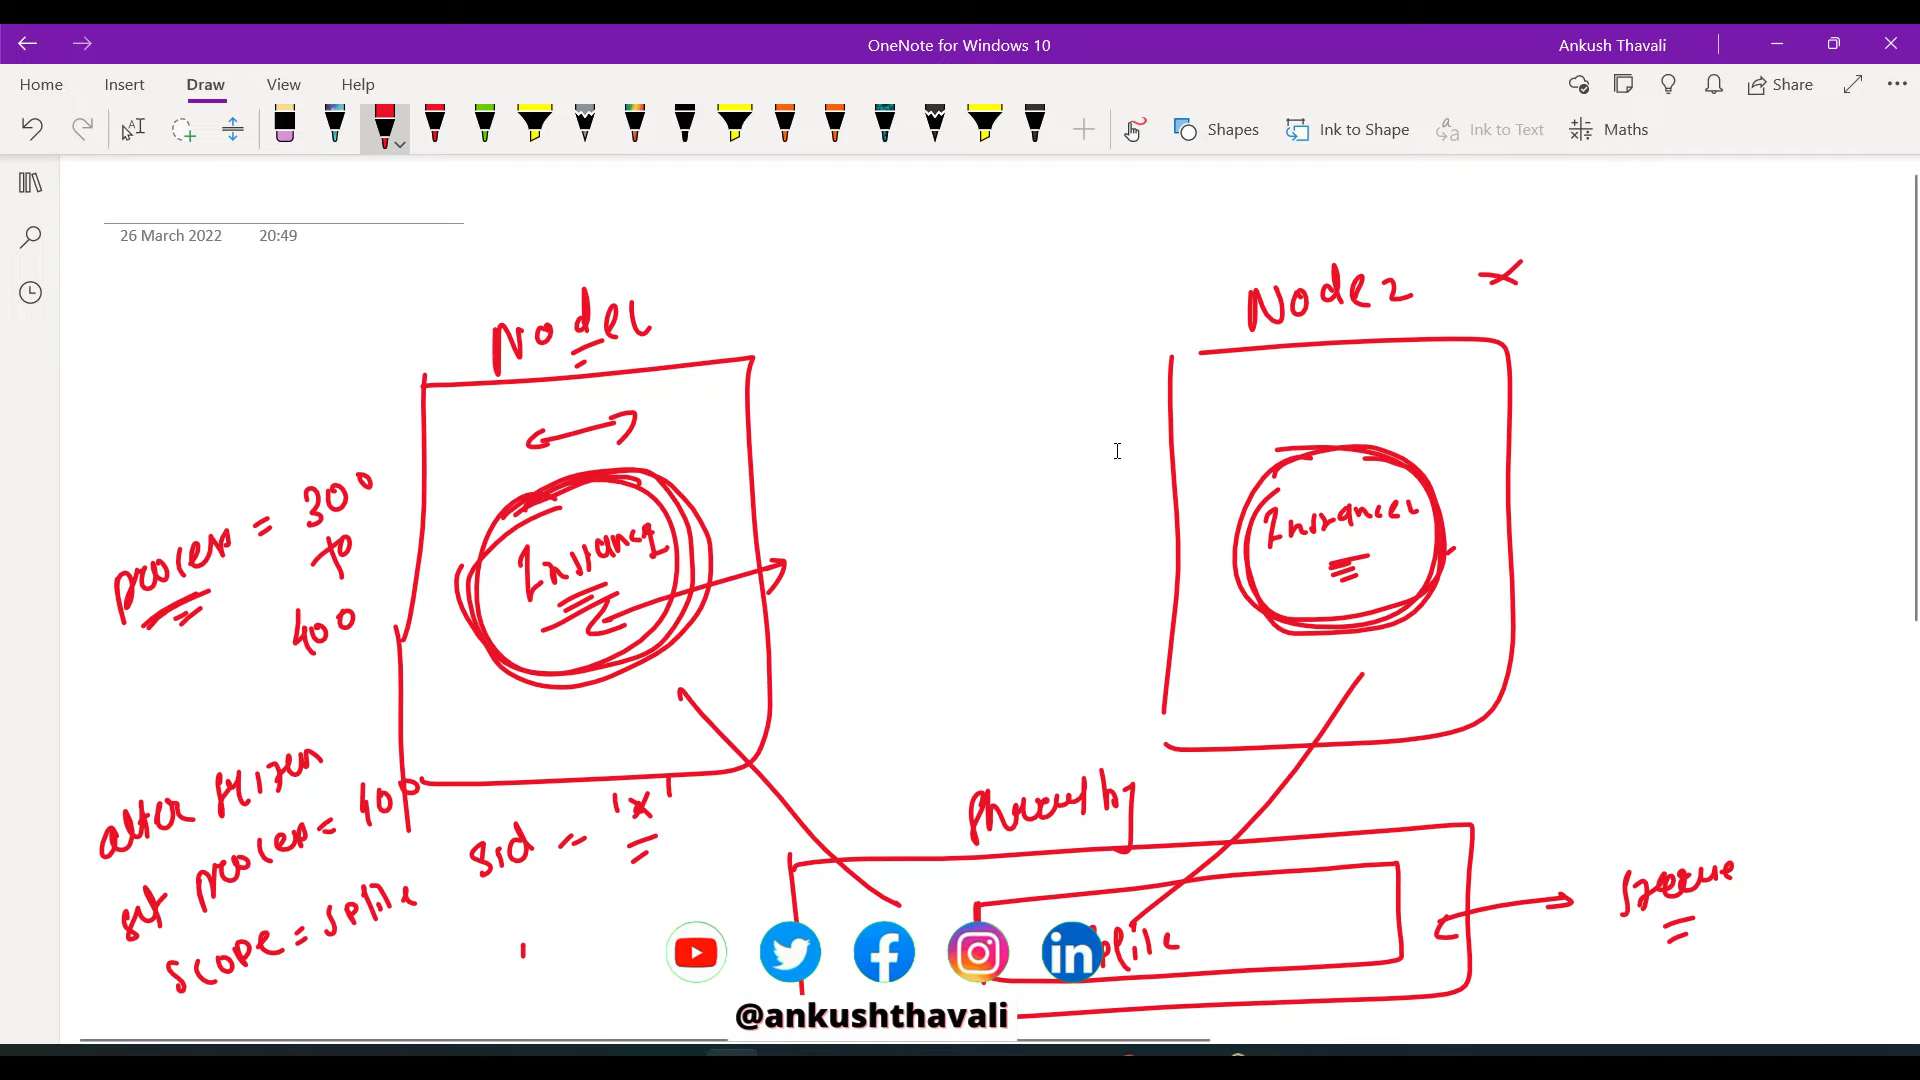 OneNote for Windows 10
Ankush Thavali
Home Insert Draw View Help
Share
Shapes Ink to Shape Ink to Text Maths
26 March 2022 20:49
Node1
Node2
process = 300
to
400
Instance1
Instance2
alter system
set process = 400
scope = spfile
sid = 'x'
spfile
@ankushthavali